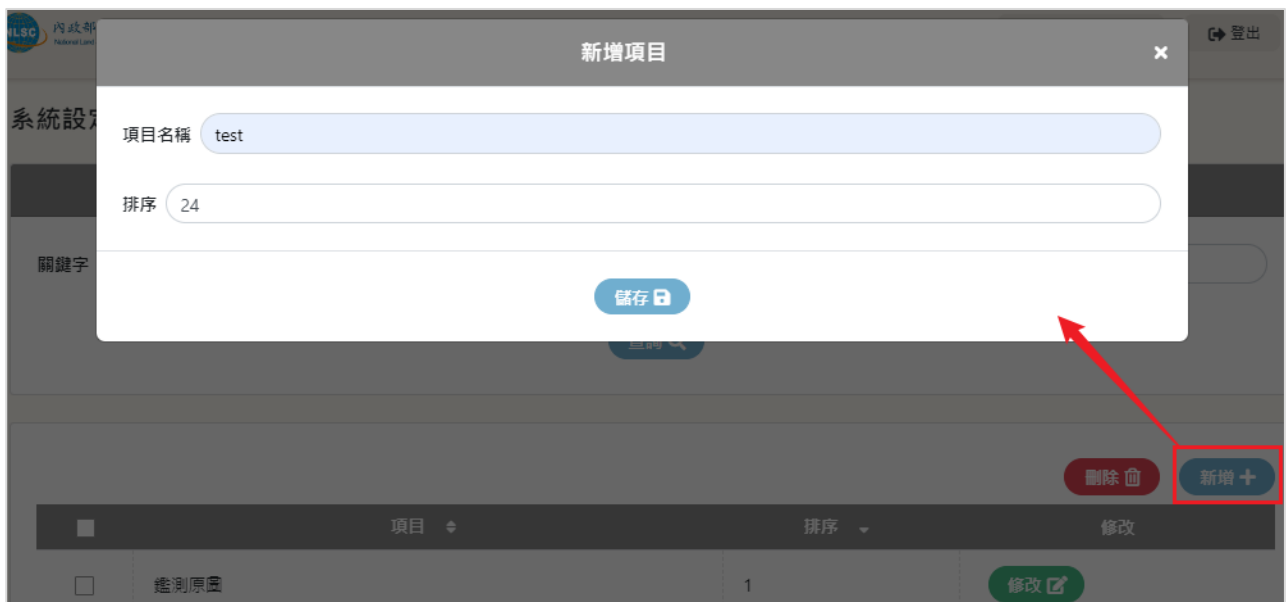 NLSC 內政部
National Land
登出
新增項目
系統設定
項目名稱 test
排序 24
關鍵字
儲存
查詢
刪除 新增
項目 排序 修改
鑑測原圖 1 修改